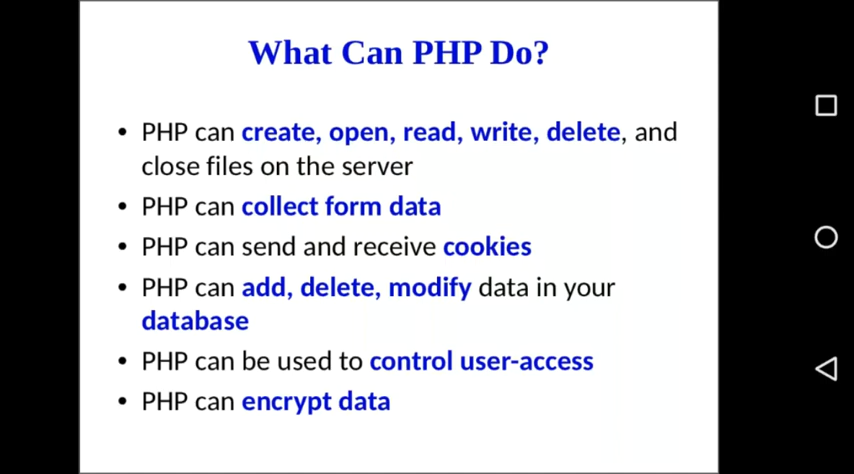 What Can PHP Do?
• PHP can create, open, read, write, delete, and
close files on the server
• PHP can collect form data
• PHP can send and receive cookies
• PHP can add, delete, modify data in your
database
• PHP can be used to control user-access
• PHP can encrypt data